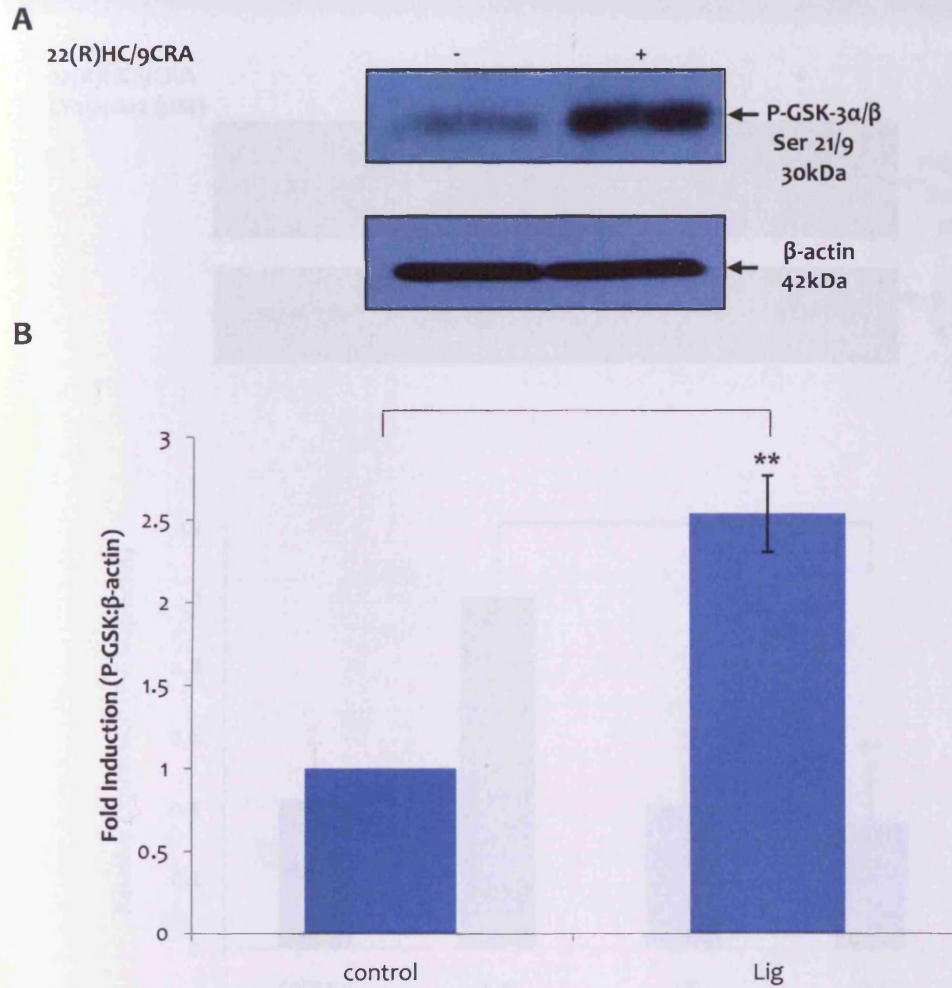 A
22(R)HC/9CRA - +
P-GSK-3α/β
Ser 21/9
30kDa
β-actin
42kDa
B
**
3
2.5
2
1.5
1
0.5
0
Fold Induction (P-GSK:β-actin)
control Lig